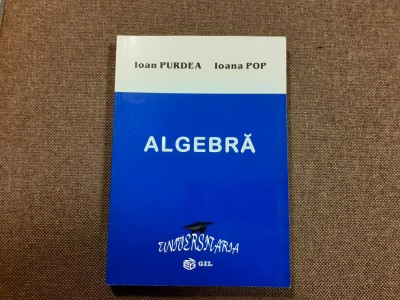 Ioan PURDEA Ioana POP
ALGEBRĂ
UNIVERSITARIA
GIL